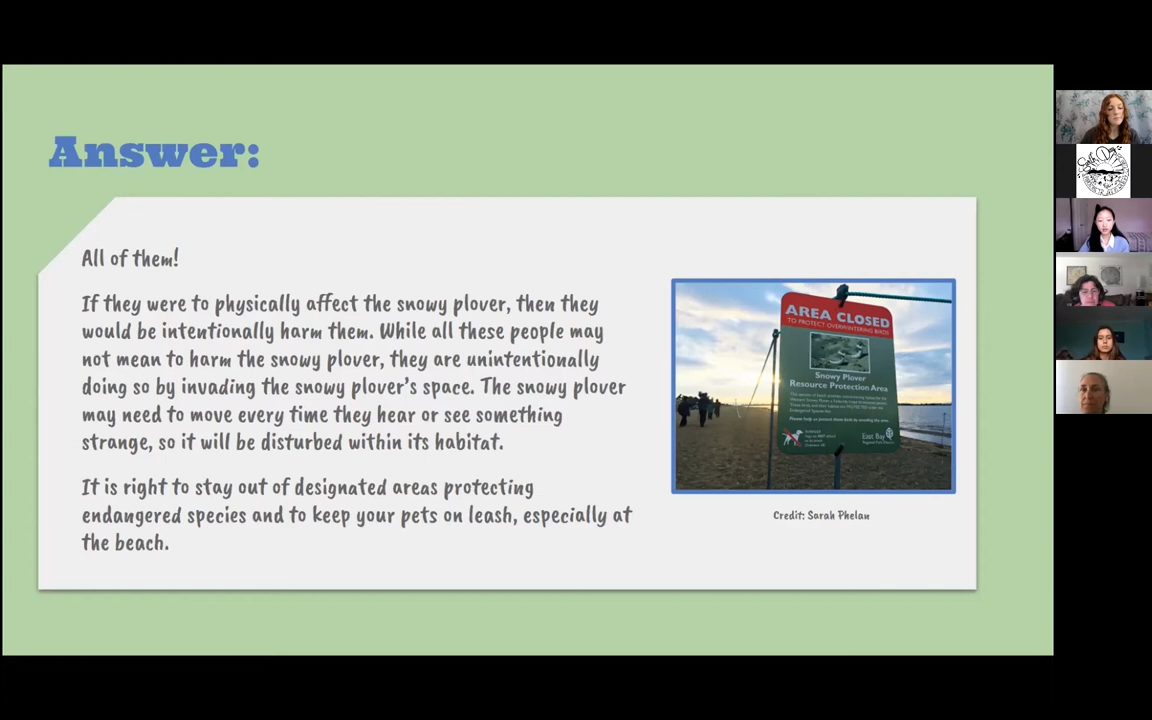 Answer:
All of them!
If they were to physically affect the snowy plover, then they
would be intentionally harm them. While all these people may
not mean to harm the snowy plover, they are unintentionally
doing so by invading the snowy plover's space. The snowy plover
may need to move every time they hear or see something
strange, so it will be disturbed within its habitat.
It is right to stay out of designated areas protecting
endangered species and to keep your pets on leash, especially at
the beach.
AREA CLOSED
TO PROTECT OVERWINTERING BIRDS
Snowy Plover
Resource Protection Area
East Bay
Credit: Sarah Phelan